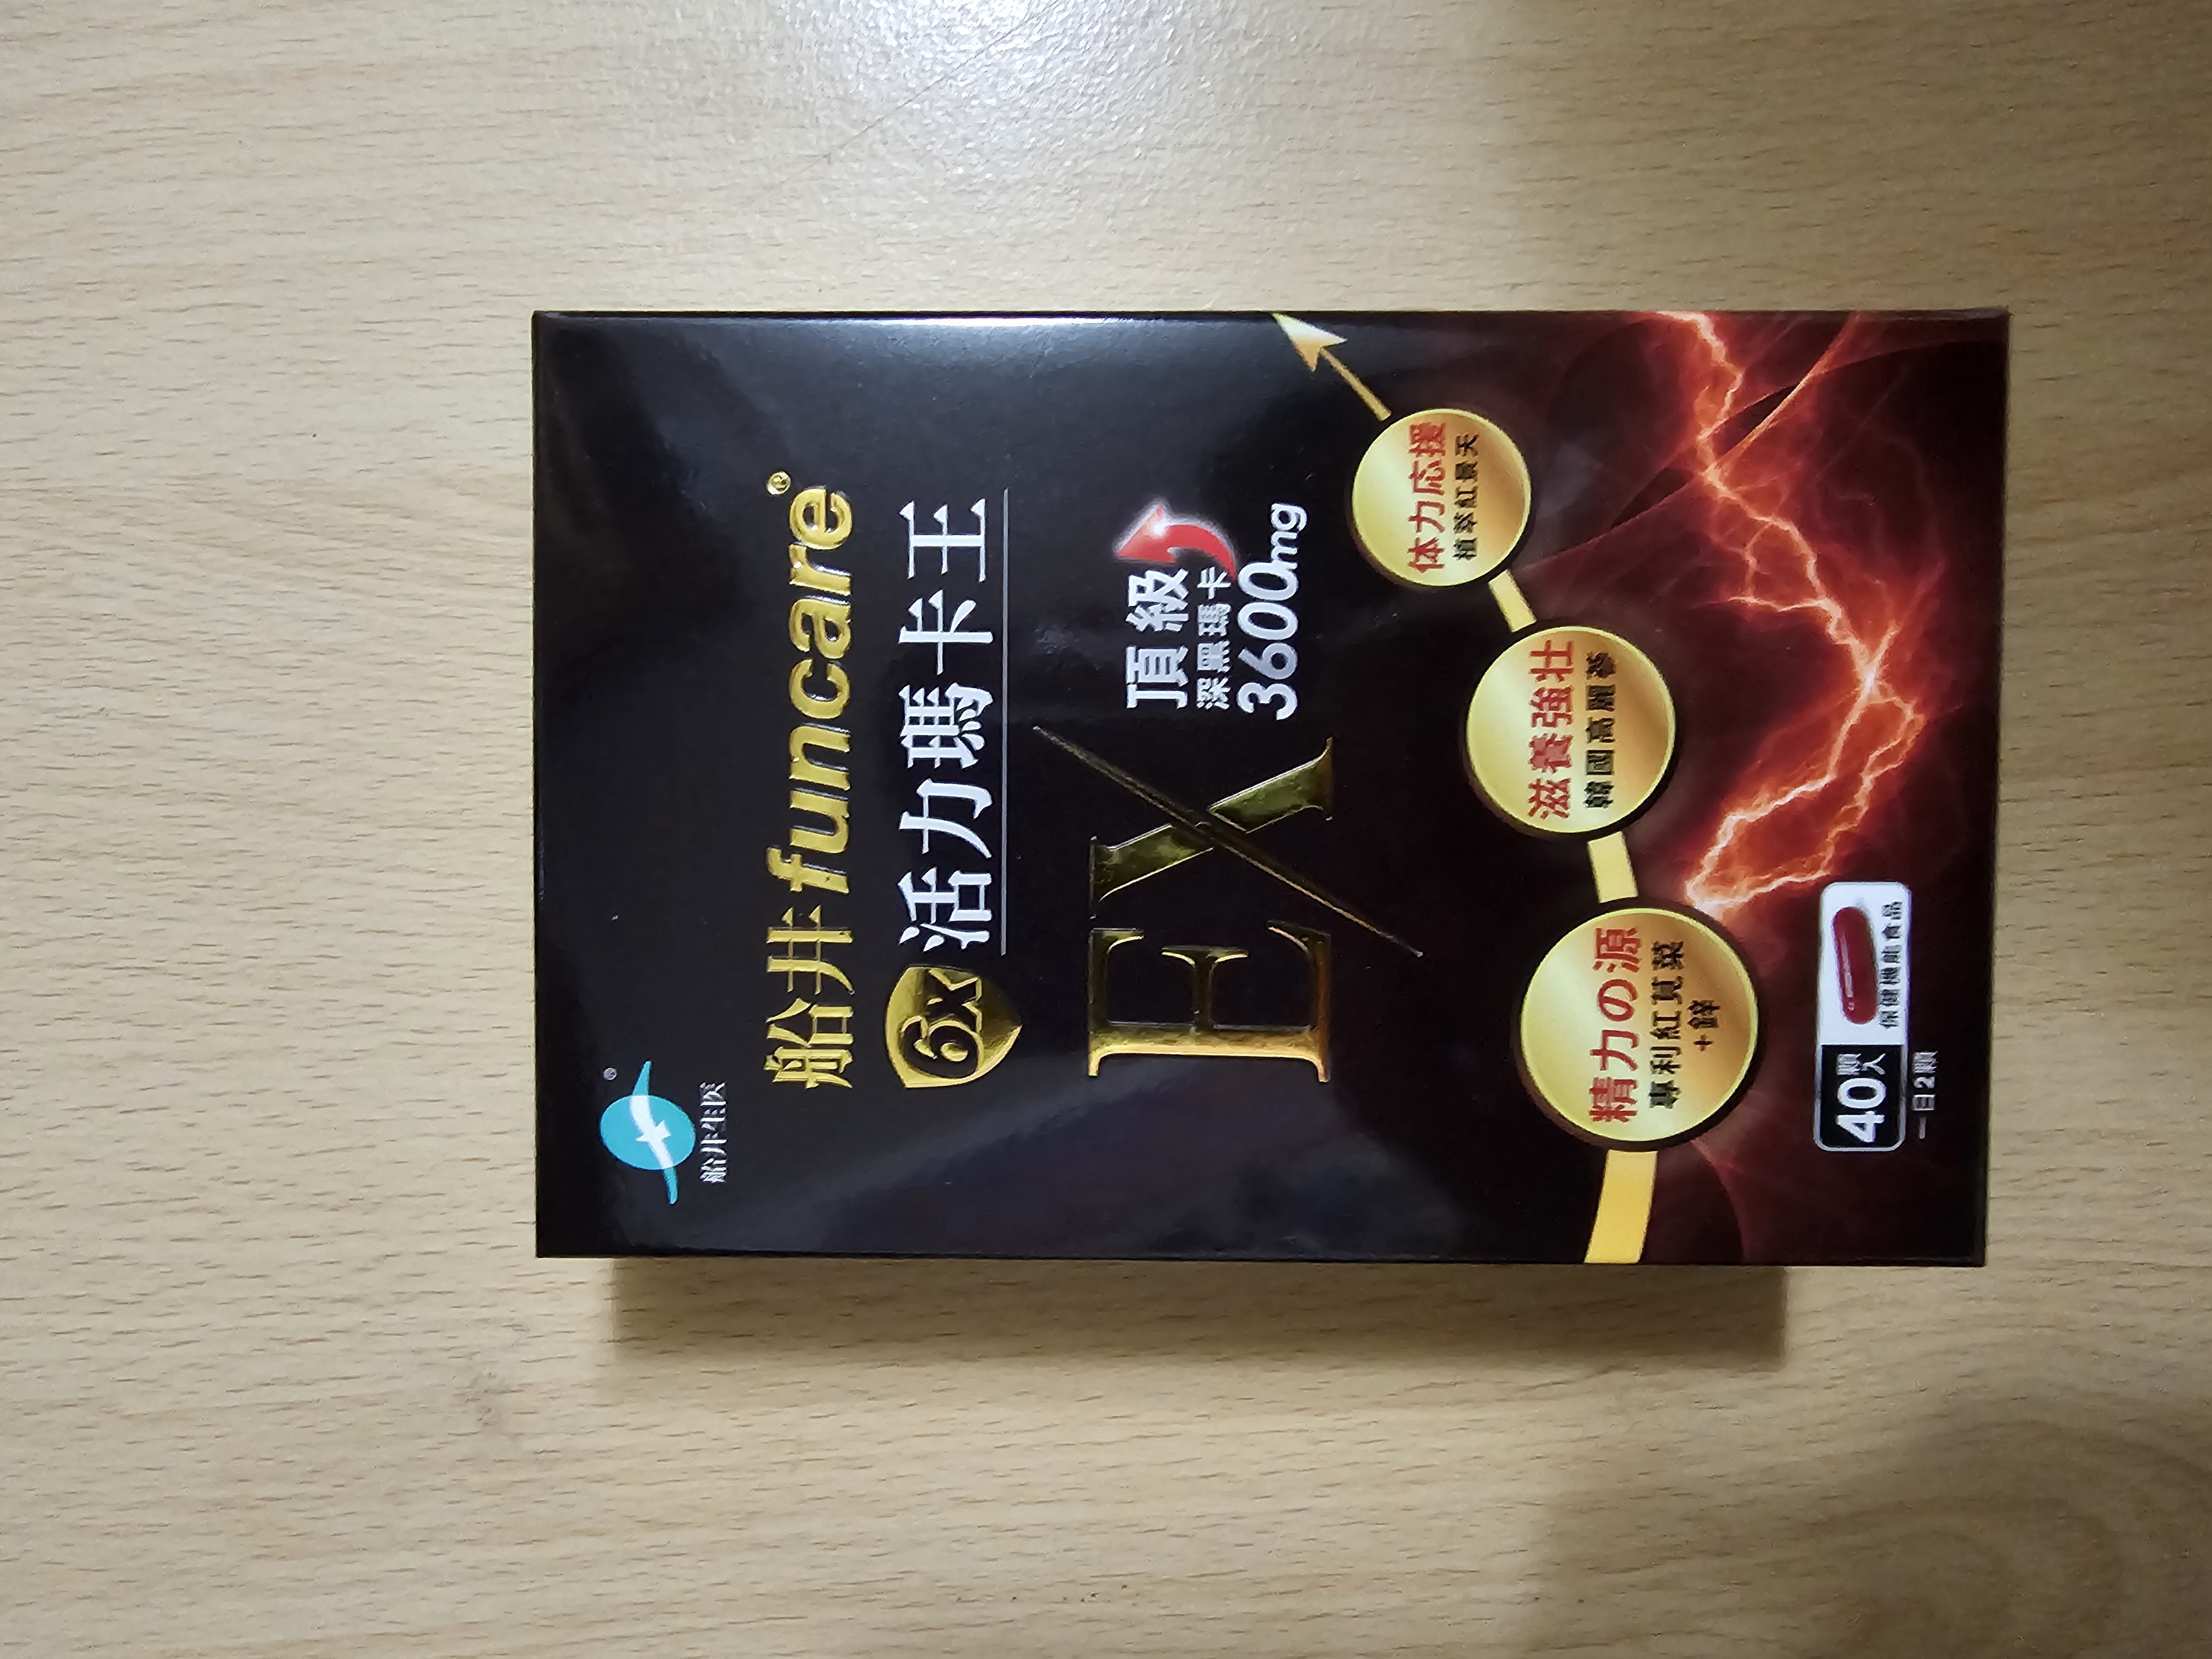 船井生医®
船井funcare®
6x 活力瑪卡王
EX
頂級
深黑瑪卡
3600mg
体力応援
植萃紅景天
滋養強壮
韓國高麗蔘
精力の源
專利紅莧菜
+鋅
40顆入
保健機能食品
一日2顆